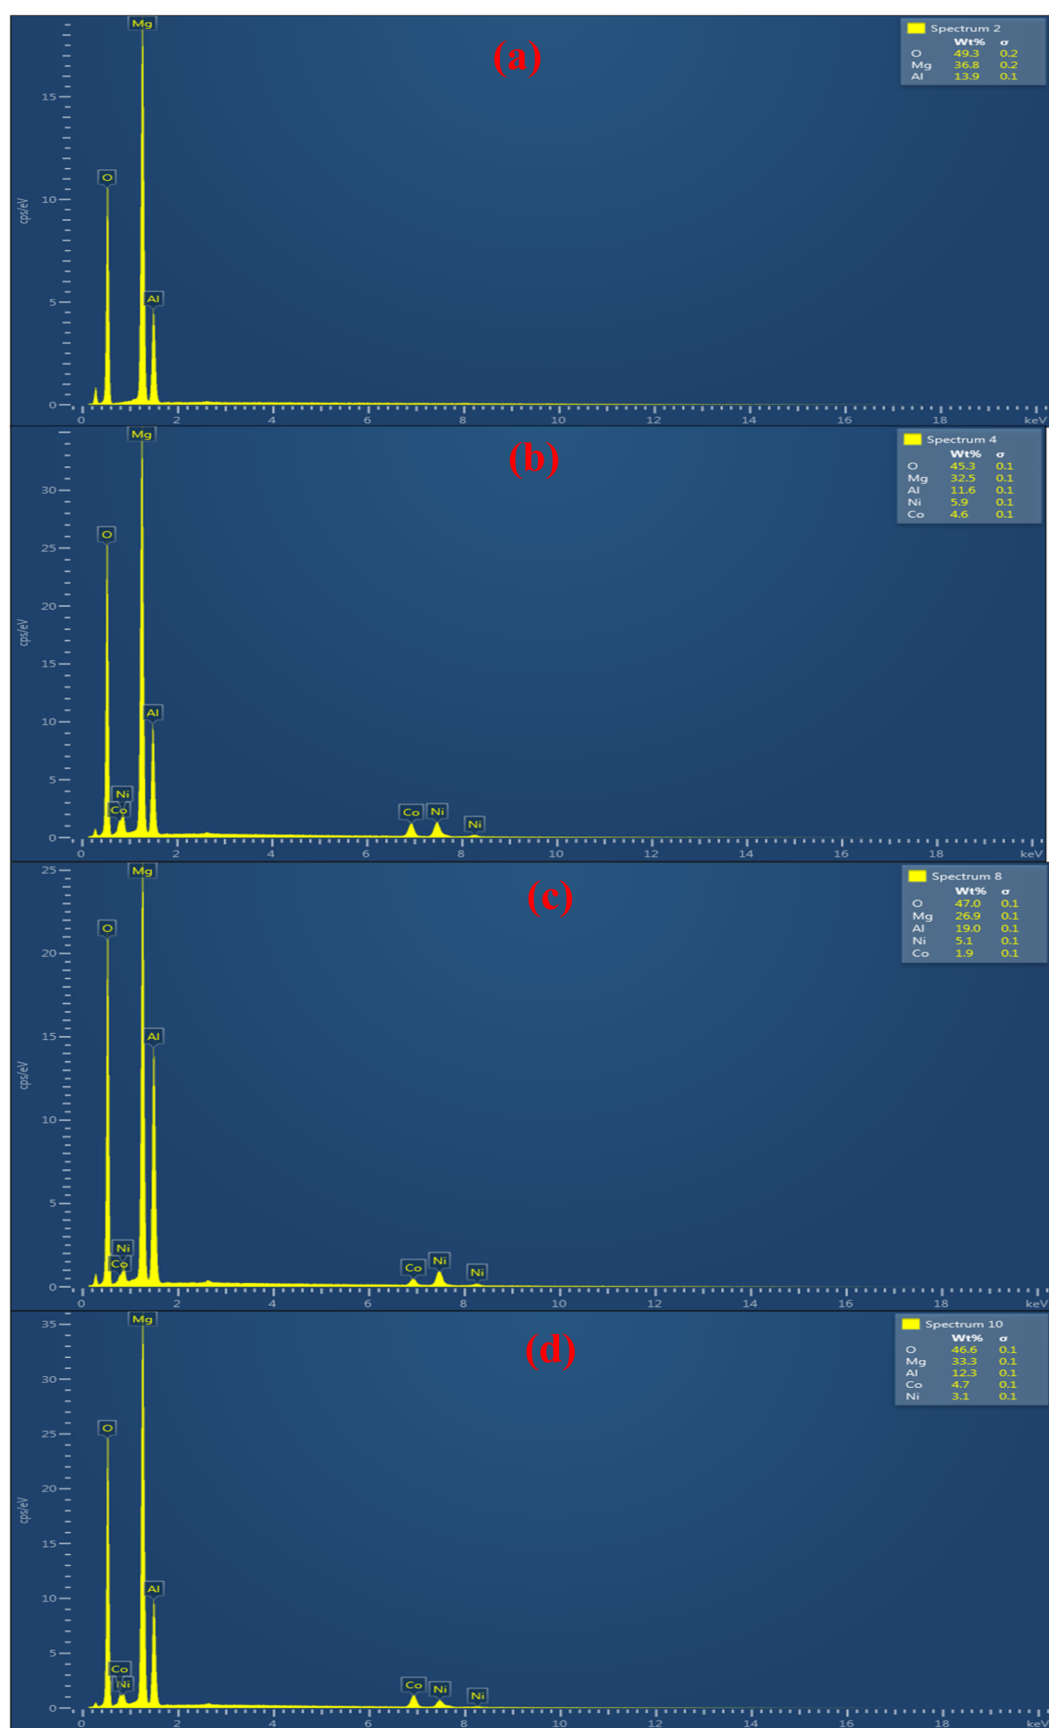 (a)
Mg
Spectrum 2
Wt% σ
O 49.3 0.2
Mg 36.8 0.2
Al 13.9 0.1
15
O
10
cps/eV
Al
5
0
0 2 4 6 8 10 12 14 16 18 keV
(b)
Mg
Spectrum 4
Wt% σ
O 45.3 0.1
Mg 32.5 0.1
Al 11.6 0.1
Ni 5.9 0.1
Co 4.6 0.1
30
O
25
20
cps/eV
15
Al
10
5
Ni
Co
Co Ni Ni
0
0 2 4 6 8 10 12 14 16 18 keV
(c)
25
Mg
Spectrum 8
Wt% σ
O 47.0 0.1
Mg 26.9 0.1
Al 19.0 0.1
Ni 5.1 0.1
Co 1.9 0.1
O
20
15
Al
cps/eV
10
5
Ni
Co
Co Ni Ni
0
0 2 4 6 8 10 12 14 16 18 keV
(d)
35
Mg
Spectrum 10
Wt% σ
O 46.6 0.1
Mg 33.3 0.1
Al 12.3 0.1
Co 4.7 0.1
Ni 3.1 0.1
30
O
25
20
cps/eV
15
Al
10
5
Co
Ni
Co Ni Ni
0
0 2 4 6 8 10 12 14 16 18 keV